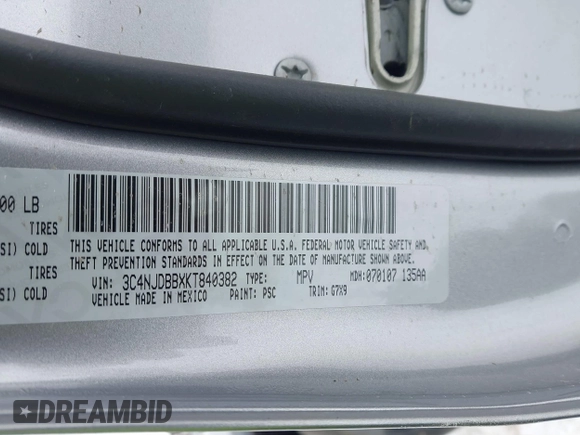 00 LB
TIRES
SI) COLD
TIRES
SI) COLD
THIS VEHICLE CONFORMS TO ALL APPLICABLE U.S.A. FEDERAL MOTOR VEHICLE SAFETY AND
THEFT PREVENTION STANDARDS IN EFFECT ON THE DATE OF MANUFACTURE SHOWN ABOVE.
VIN: 3C4NJDBBXKT840382 TYPE: MPV MDH: 070107 135AA
VEHICLE MADE IN MEXICO PAINT: PSC TRIM: G7X9
DREAMBID